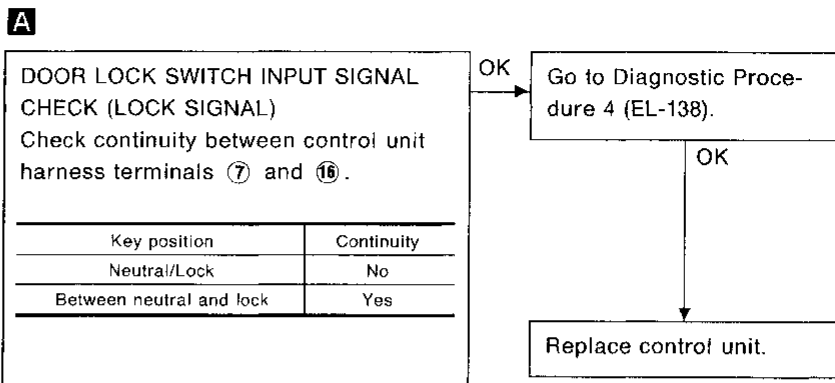 A
DOOR LOCK SWITCH INPUT SIGNAL
CHECK (LOCK SIGNAL)
Check continuity between control unit
harness terminals ⑦ and ⑯.
Key position Continuity
Neutral/Lock No
Between neutral and lock Yes
OK
Go to Diagnostic Proce-
dure 4 (EL-138).
OK
Replace control unit.